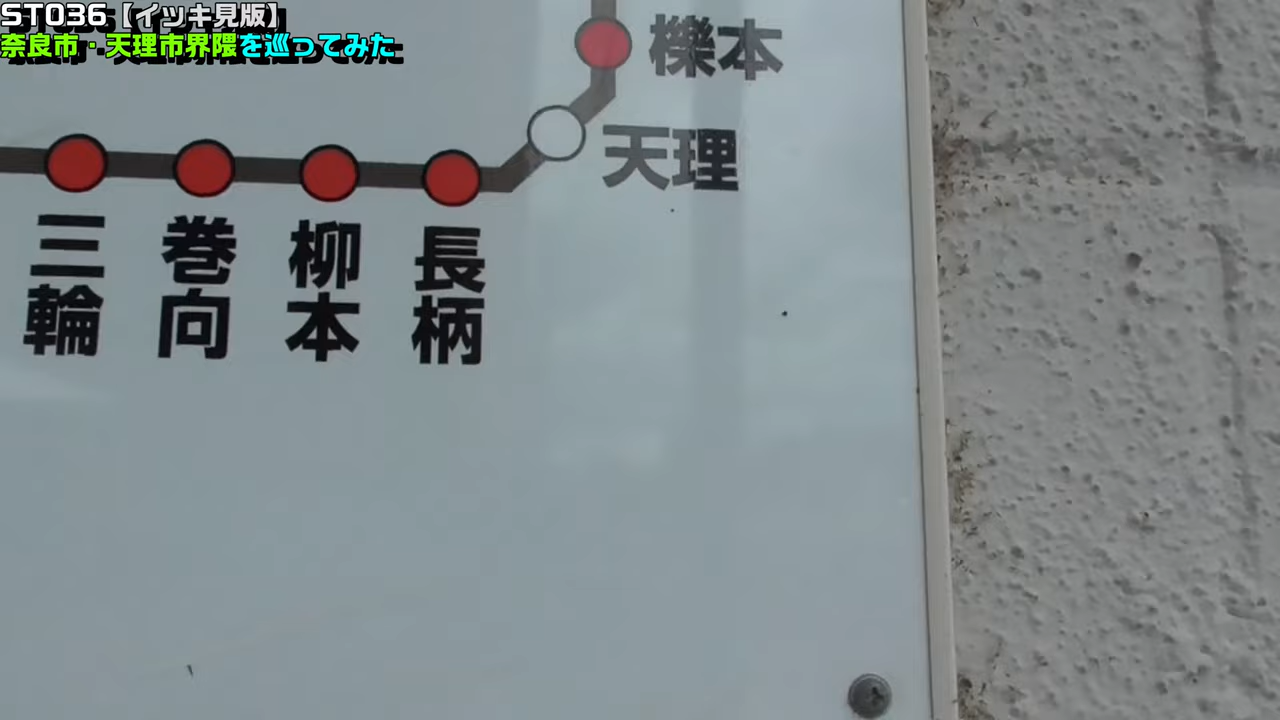 ST036【イッキ見版】
奈良市・天理市界隈を巡ってみた
櫟本
天理
三輪
巻向
柳本
長柄